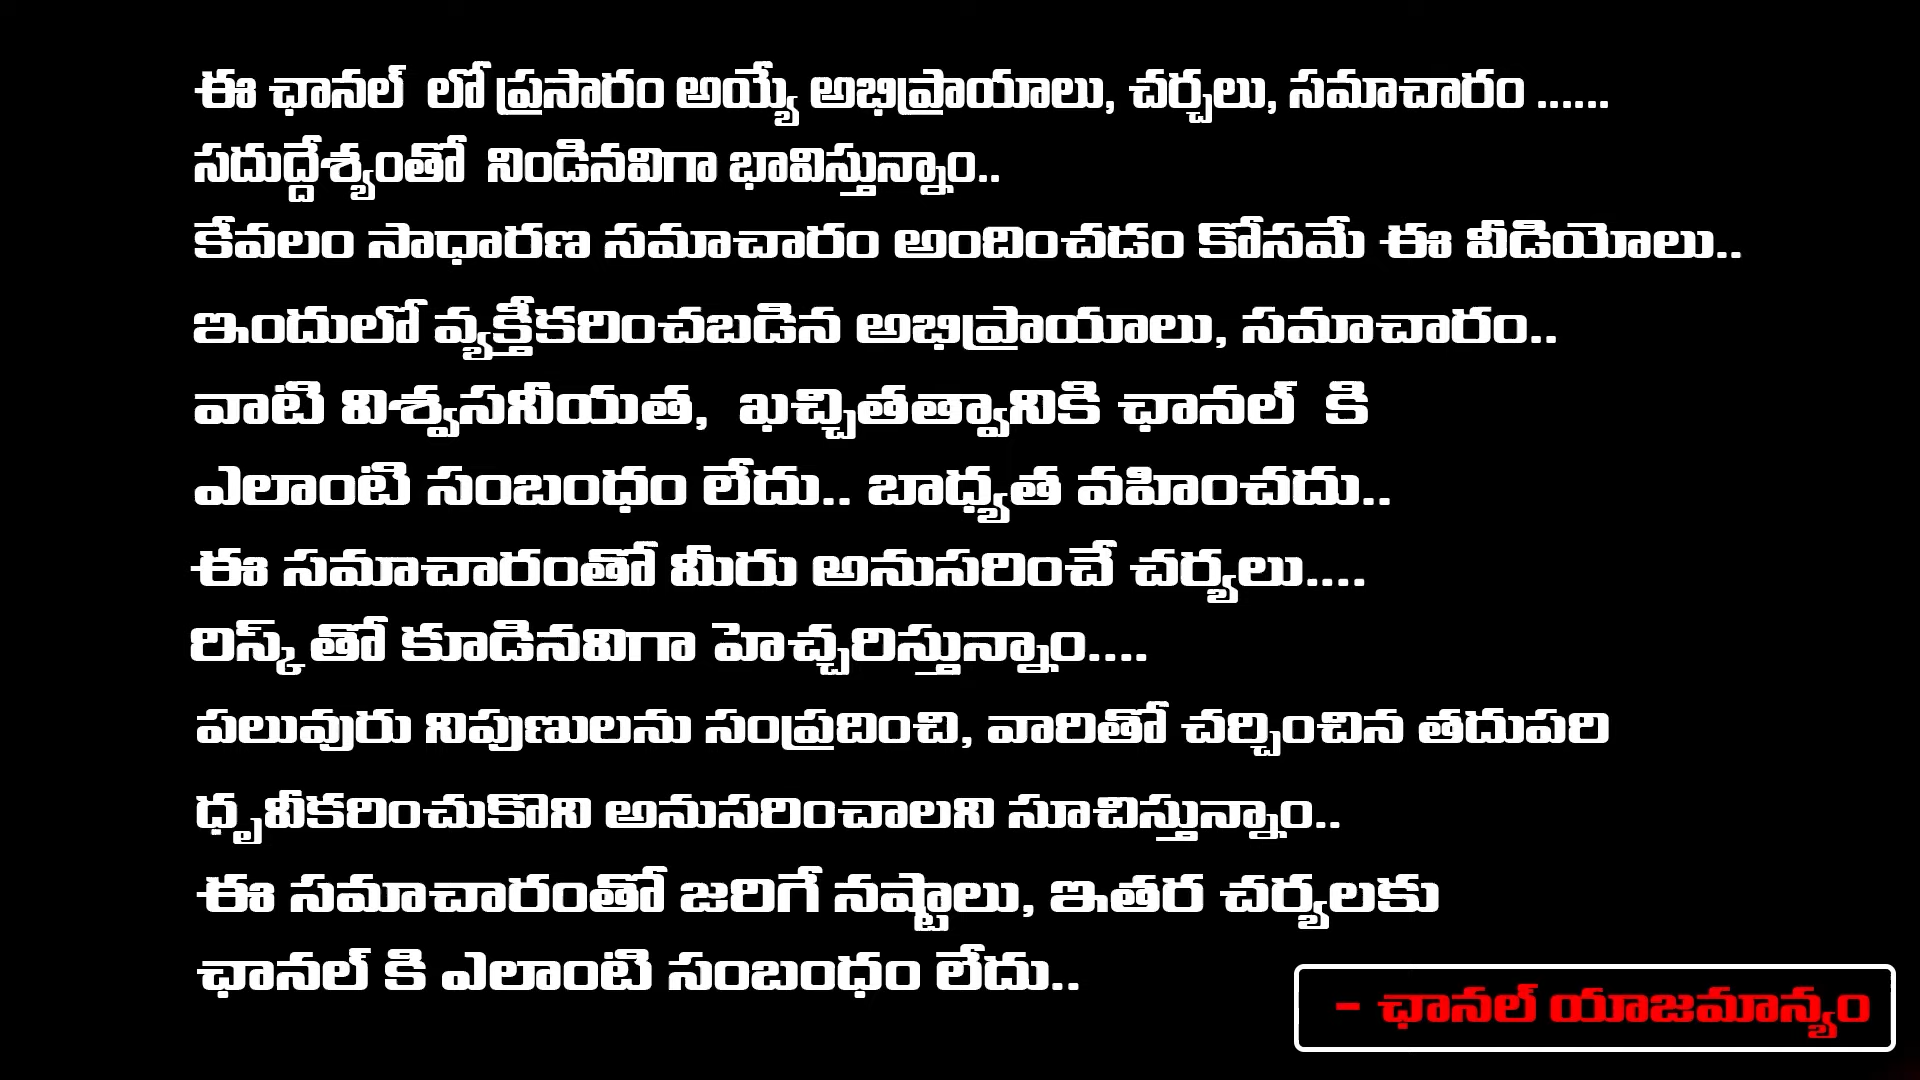 ఈ ఛానల్ లో ప్రసారం అయ్యే అభిప్రాయాలు, చర్చలు, సమాచారం ......
సదుద్దేశ్యంతో నిండినవిగా భావిస్తున్నాం..
కేవలం సాధారణ సమాచారం అందించడం కోసమే ఈ వీడియోలు..
ఇందులో వ్యక్తీకరించబడిన అభిప్రాయాలు, సమాచారం..
వాటి విశ్వసనీయత, ఖచ్చితత్వానికి ఛానల్ కి
ఎలాంటి సంబంధం లేదు.. బాధ్యత వహించదు..
ఈ సమాచారంతో మీరు అనుసరించే చర్యలు....
రిస్క్ తో కూడినవిగా హెచ్చరిస్తున్నాం....
పలువురు నిపుణులను సంప్రదించి, వారితో చర్చించిన తదుపరి
ధృవీకరించుకొని అనుసరించాలని సూచిస్తున్నాం..
ఈ సమాచారంతో జరిగే నష్టాలు, ఇతర చర్యలకు
ఛానల్ కి ఎలాంటి సంబంధం లేదు..
- ఛానల్ యాజమాన్యం